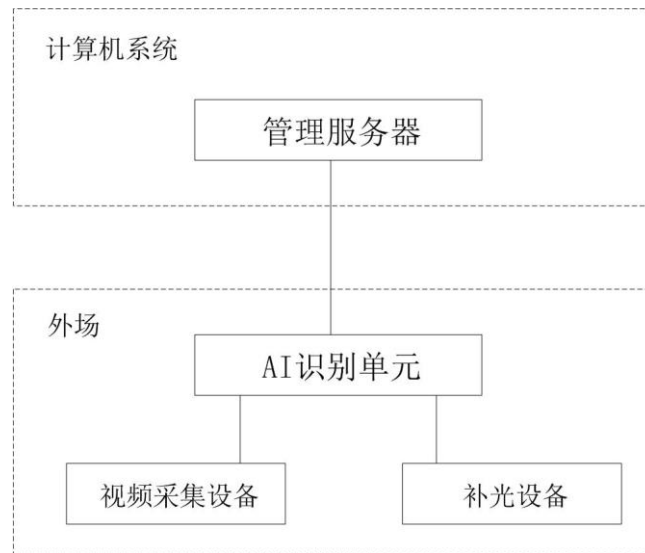 计算机系统
管理服务器
外场
AI识别单元
视频采集设备
补光设备